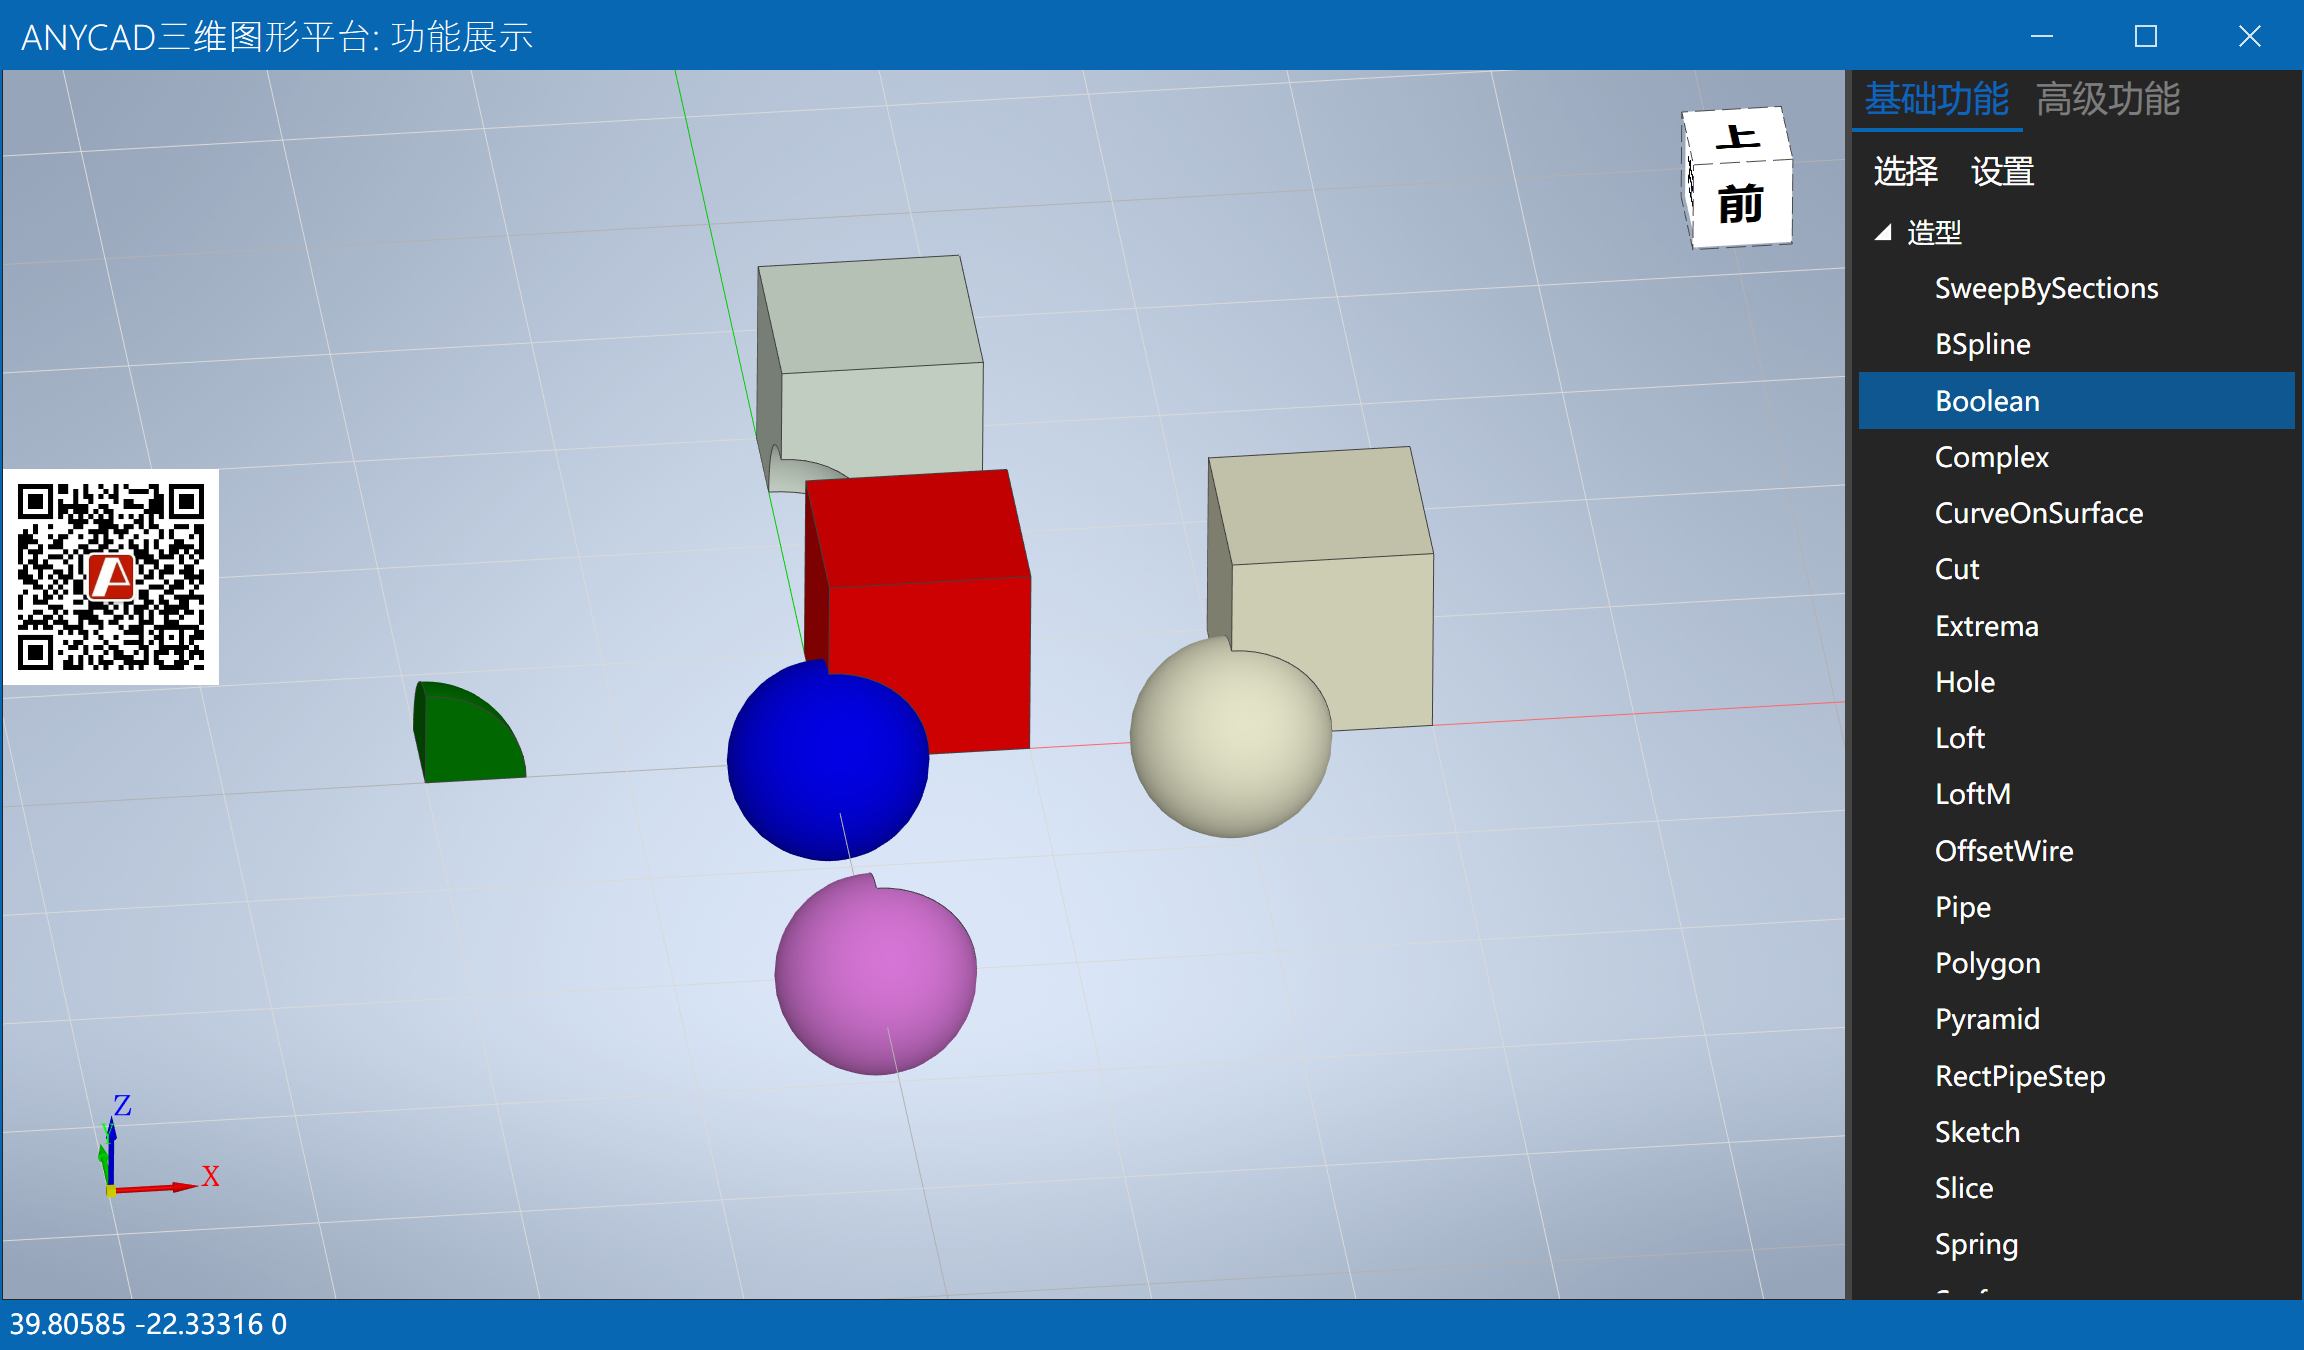 ANYCAD三维图形平台: 功能展示
基础功能 高级功能
上
前
选择 设置
造型
SweepBySections
BSpline
Boolean
Complex
CurveOnSurface
Cut
Extrema
Hole
Loft
LoftM
OffsetWire
Pipe
Polygon
Pyramid
RectPipeStep
Sketch
Slice
Spring
Z
Y
X
39.80585 -22.33316 0